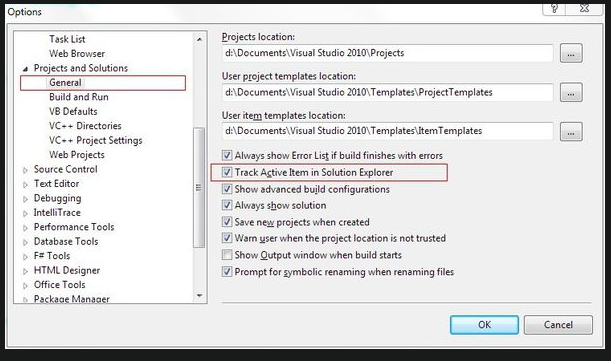 Options
Task List
Web Browser
Projects and Solutions
General
Build and Run
VB Defaults
VC++ Directories
VC++ Project Settings
Web Projects
Source Control
Text Editor
Debugging
IntelliTrace
Performance Tools
Database Tools
F# Tools
HTML Designer
Office Tools
Package Manager
Projects location:
d:\Documents\Visual Studio 2010\Projects
...
User project templates location:
d:\Documents\Visual Studio 2010\Templates\ProjectTemplates
...
User item templates location:
d:\Documents\Visual Studio 2010\Templates\ItemTemplates
...
Always show Error List if build finishes with errors
Track Active Item in Solution Explorer
Show advanced build configurations
Always show solution
Save new projects when created
Warn user when the project location is not trusted
Show Output window when build starts
Prompt for symbolic renaming when renaming files
OK
Cancel